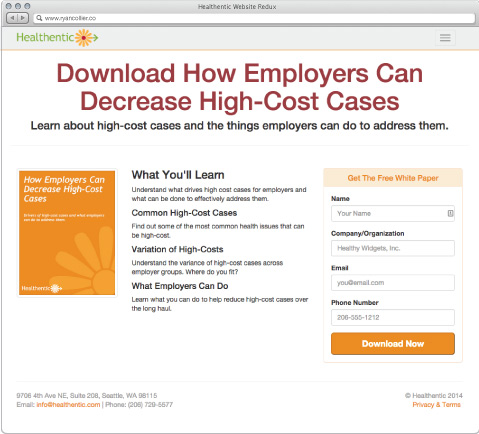 Healthentic Website Redux
www.ryancollier.co
Healthentic
Download How Employers Can
Decrease High-Cost Cases
Learn about high-cost cases and the things employers can do to address them.
How Employers Can
Decrease High-Cost
Cases
Drivers of high-cost cases and what employers
can do to address them
Healthentic
What You'll Learn
Understand what drives high cost cases for employers and
what can be done to effectively address them.
Common High-Cost Cases
Find out some of the most common health issues that can
be high-cost.
Variation of High-Costs
Understand the variance of high-cost cases across
employer groups. Where do you fit?
What Employers Can Do
Learn what you can do to help reduce high-cost cases over
the long haul.
Get The Free White Paper
Name
Your Name
Company/Organization
Healthy Widgets, Inc.
Email
you@email.com
Phone Number
206-555-1212
Download Now
9706 4th Ave NE, Suite 208, Seattle, WA 98115
Email: info@healthentic.com | Phone: (206) 729-5577
© Healthentic 2014
Privacy & Terms